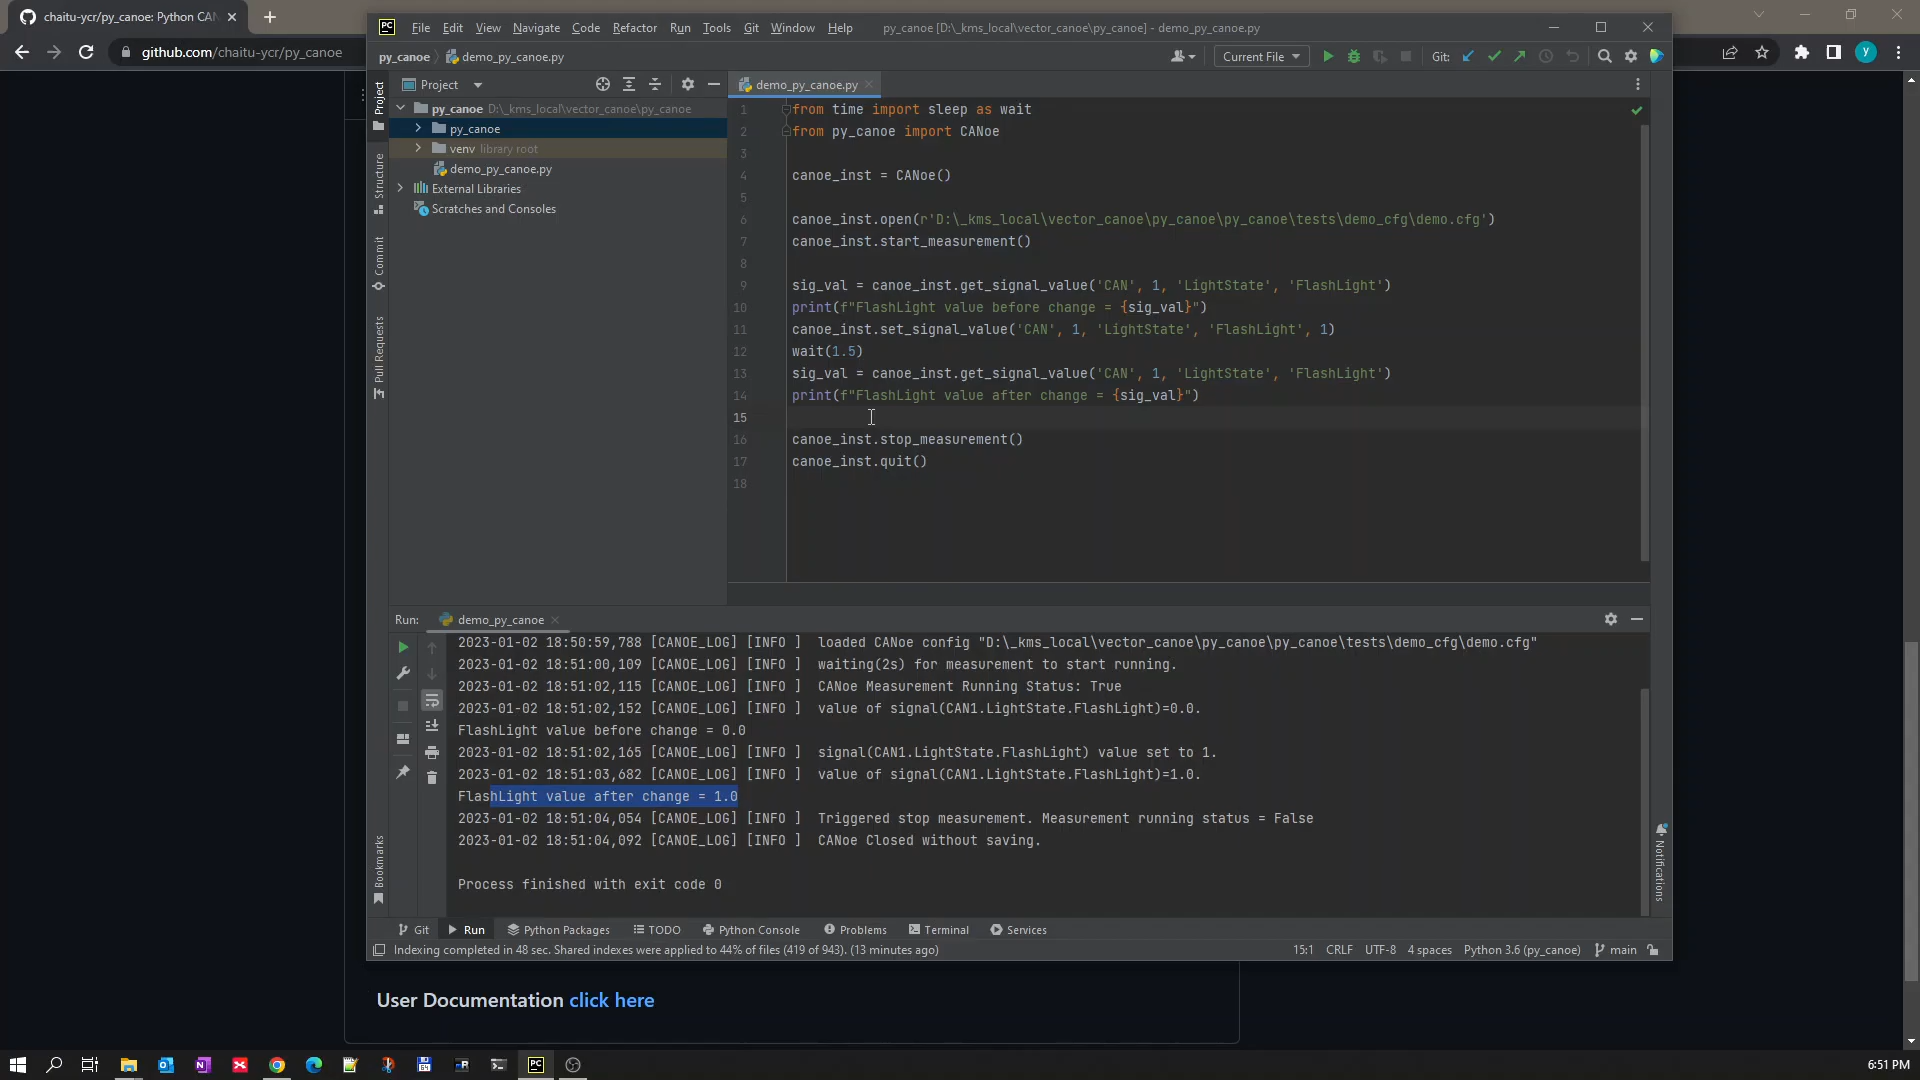 chaitu-ycr/py_canoe: Python CAN
github.com/chaitu-ycr/py_canoe
PC File Edit View Navigate Code Refactor Run Tools Git Window Help py_canoe [D:\_kms_local\vector_canoe\py_canoe] - demo_py_canoe.py
py_canoe demo_py_canoe.py Current File Git:
Project demo_py_canoe.py
py_canoe D:\_kms_local\vector_canoe\py_canoe
py_canoe
venv library root
demo_py_canoe.py
External Libraries
Scratches and Consoles
Project
Structure
Commit
Pull Requests
Bookmarks
Notifications
1 from time import sleep as wait
2 from py_canoe import CANoe
3
4 canoe_inst = CANoe()
5
6 canoe_inst.open(r'D:\_kms_local\vector_canoe\py_canoe\py_canoe\tests\demo_cfg\demo.cfg')
7 canoe_inst.start_measurement()
8
9 sig_val = canoe_inst.get_signal_value('CAN', 1, 'LightState', 'FlashLight')
10 print(f"FlashLight value before change = {sig_val}")
11 canoe_inst.set_signal_value('CAN', 1, 'LightState', 'FlashLight', 1)
12 wait(1.5)
13 sig_val = canoe_inst.get_signal_value('CAN', 1, 'LightState', 'FlashLight')
14 print(f"FlashLight value after change = {sig_val}")
15
16 canoe_inst.stop_measurement()
17 canoe_inst.quit()
18
Run: demo_py_canoe
2023-01-02 18:50:59,788 [CANOE_LOG] [INFO ] loaded CANoe config "D:\_kms_local\vector_canoe\py_canoe\py_canoe\tests\demo_cfg\demo.cfg"
2023-01-02 18:51:00,109 [CANOE_LOG] [INFO ] waiting(2s) for measurement to start running.
2023-01-02 18:51:02,115 [CANOE_LOG] [INFO ] CANoe Measurement Running Status: True
2023-01-02 18:51:02,152 [CANOE_LOG] [INFO ] value of signal(CAN1.LightState.FlashLight)=0.0.
FlashLight value before change = 0.0
2023-01-02 18:51:02,165 [CANOE_LOG] [INFO ] signal(CAN1.LightState.FlashLight) value set to 1.
2023-01-02 18:51:03,682 [CANOE_LOG] [INFO ] value of signal(CAN1.LightState.FlashLight)=1.0.
FlashLight value after change = 1.0
2023-01-02 18:51:04,054 [CANOE_LOG] [INFO ] Triggered stop measurement. Measurement running status = False
2023-01-02 18:51:04,092 [CANOE_LOG] [INFO ] CANoe Closed without saving.
Process finished with exit code 0
Git Run Python Packages TODO Python Console Problems Terminal Services
Indexing completed in 48 sec. Shared indexes were applied to 44% of files (419 of 943). (13 minutes ago) 15:1 CRLF UTF-8 4 spaces Python 3.6 (py_canoe) main
User Documentation click here
6:51 PM